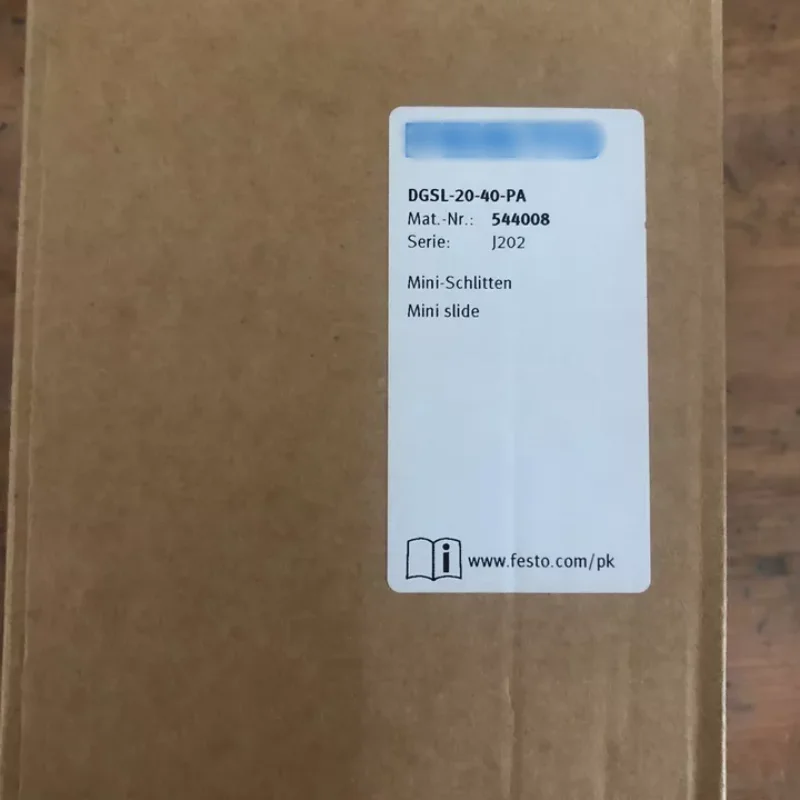 DGSL-20-40-PA
Mat.-Nr.: 544008
Serie: J202
Mini-Schlitten
Mini slide
i www.festo.com/pk